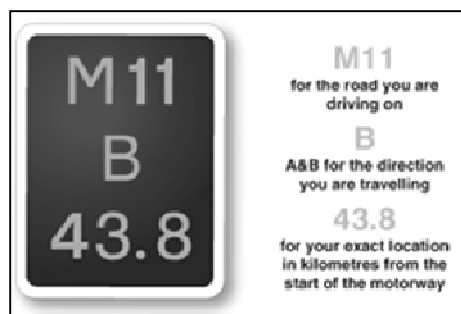 M11
B
43.8
M11
for the road you are
driving on
B
A&B for the direction
you are travelling
43.8
for your exact location
in kilometres from the
start of the motorway